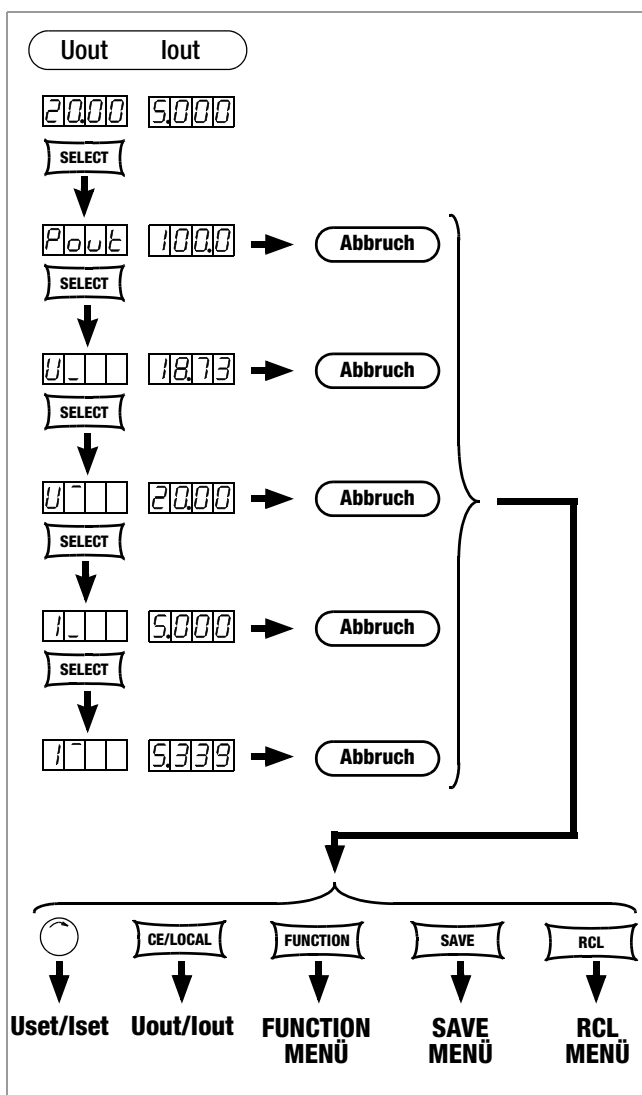 Uout Iout
20.00 5.000
SELECT
Pout 100.0 Abbruch
SELECT
U_ 18.73 Abbruch
SELECT
U¯ 20.00 Abbruch
SELECT
I_ 5.000 Abbruch
SELECT
I¯ 5.339 Abbruch
CE/LOCAL FUNCTION SAVE RCL
Uset/Iset Uout/Iout FUNCTION SAVE RCL
MENÜ MENÜ MENÜ